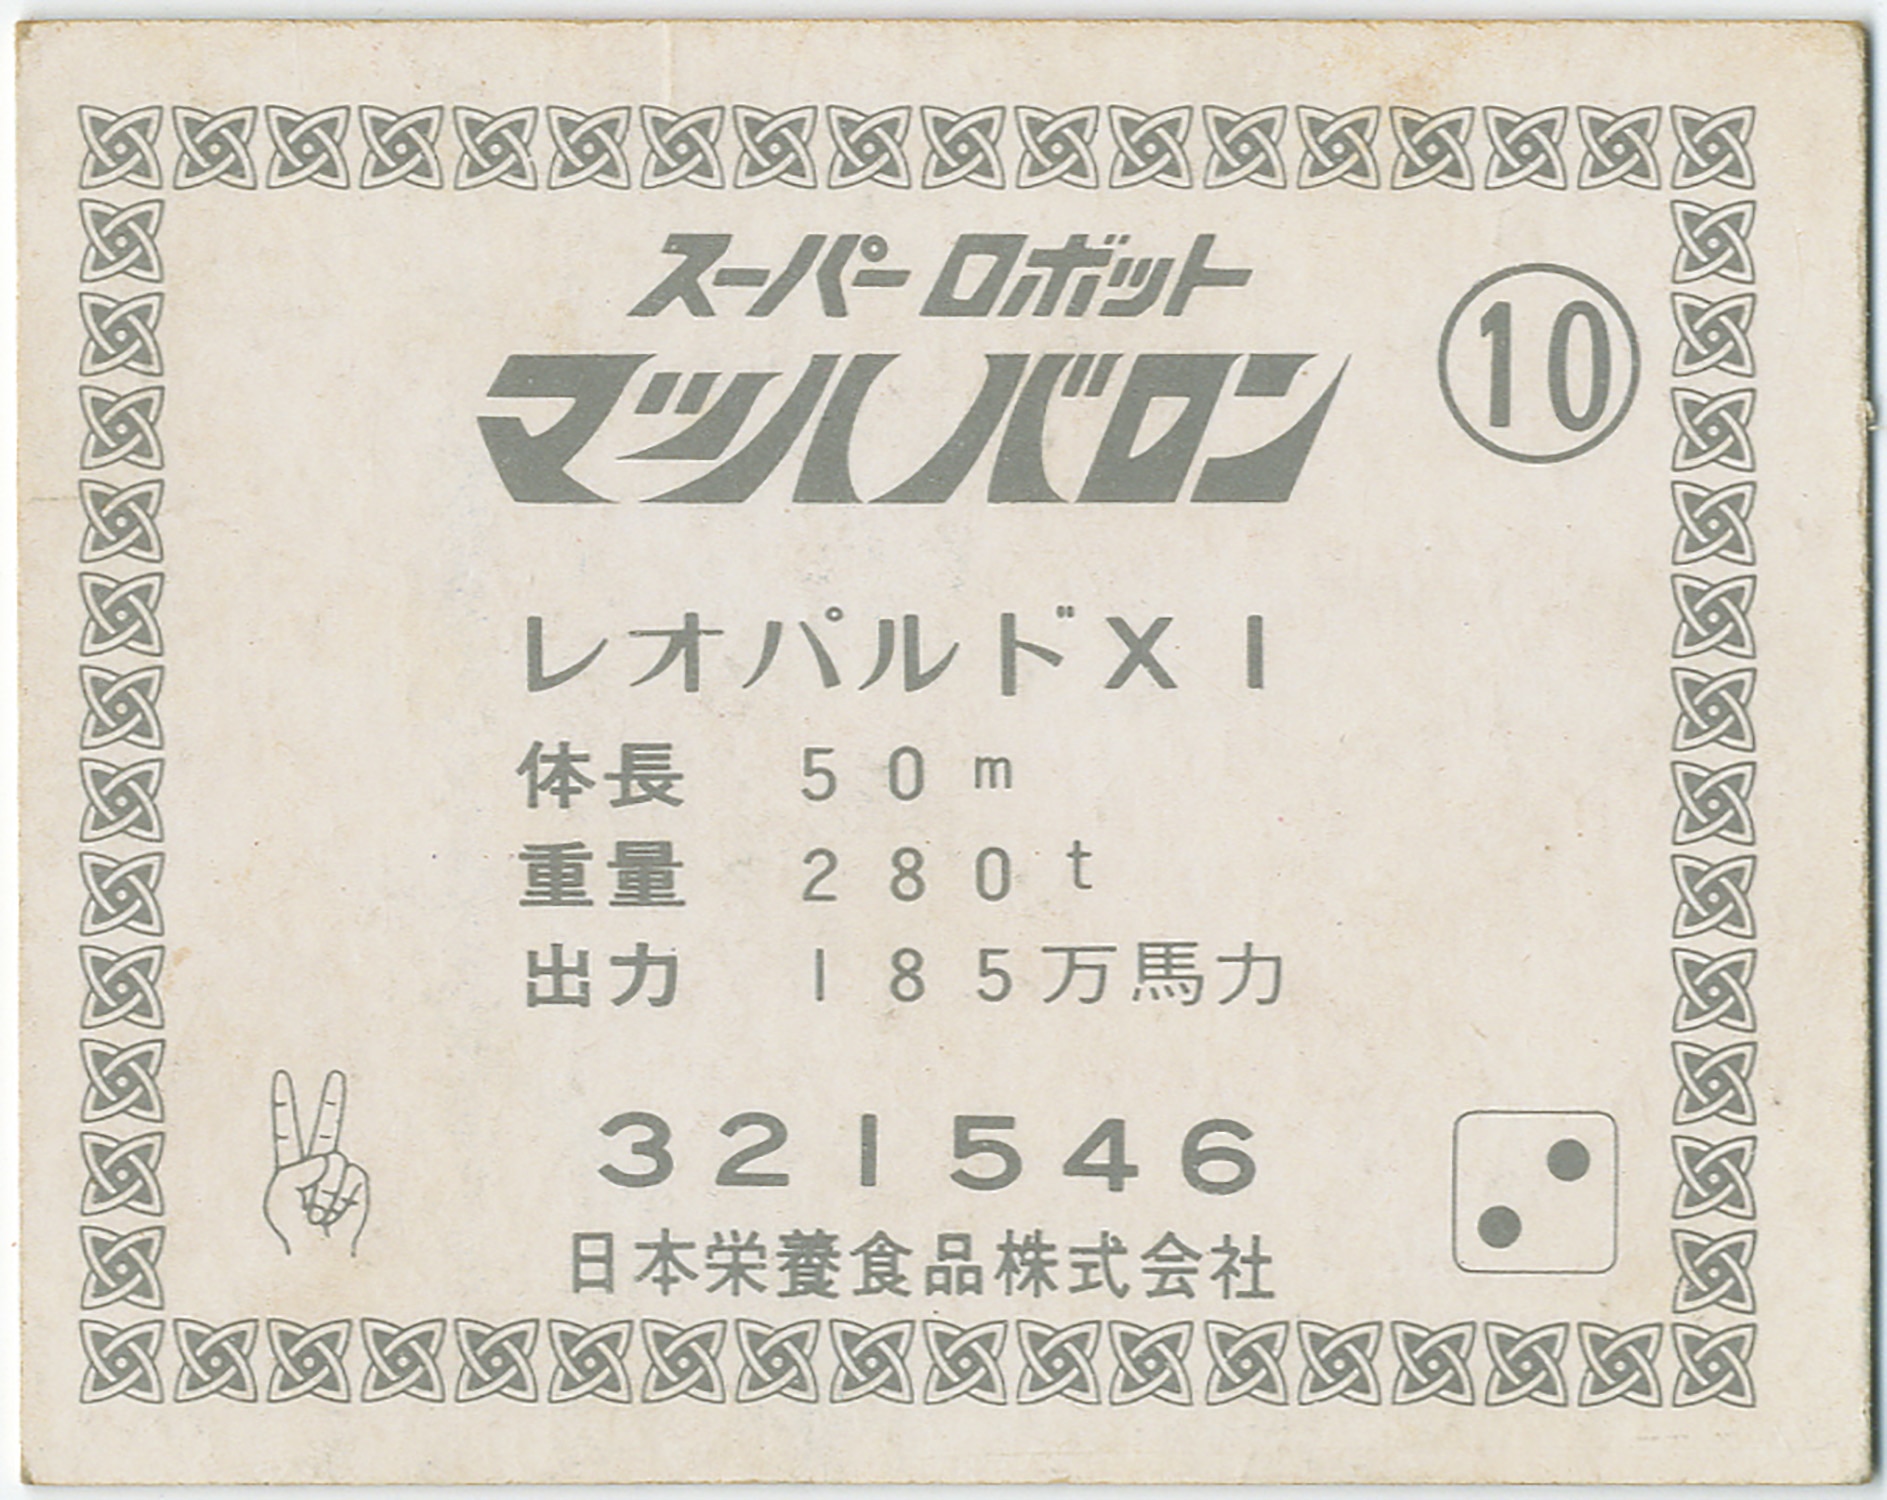 スーパーロボット
マッハバロン
10
レオパルドXI
体長 50m
重量 280t
出力 185万馬力
321546
日本栄養食品株式会社